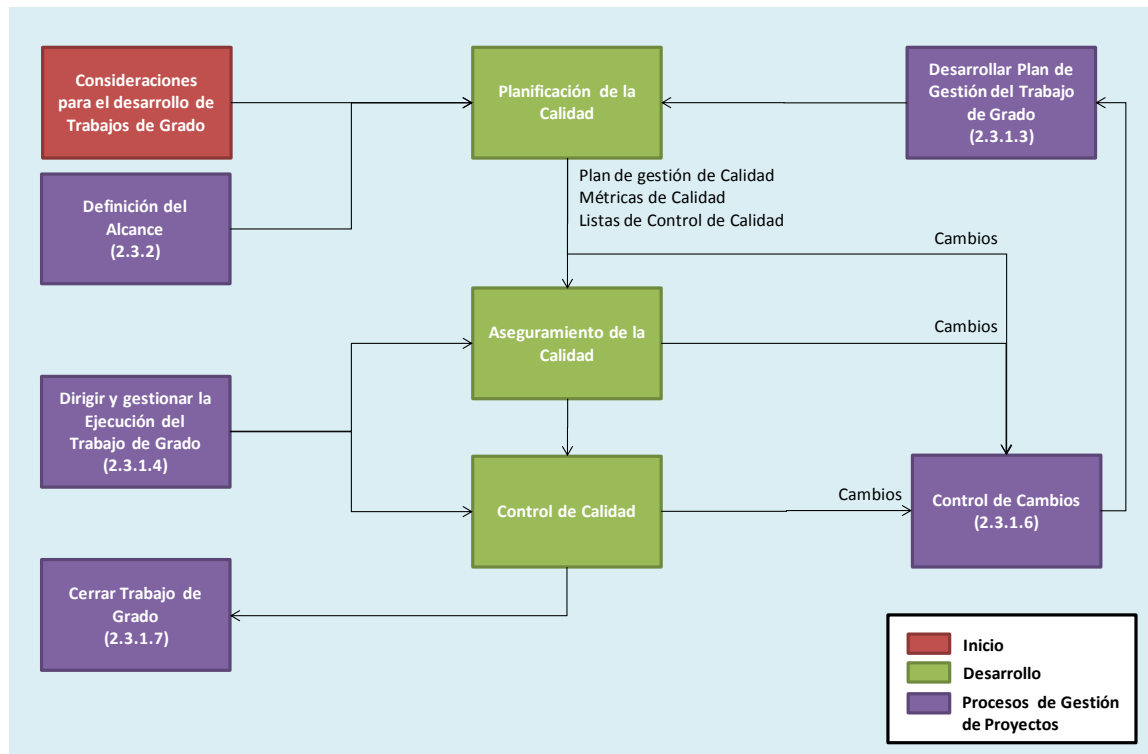 Consideraciones
para el desarrollo de
Trabajos de Grado
Planificación de la
Calidad
Desarrollar Plan de
Gestión del Trabajo
de Grado
(2.3.1.3)
Definición del
Alcance
(2.3.2)
Plan de gestión de Calidad
Métricas de Calidad
Listas de Control de Calidad
Cambios
Aseguramiento de la
Calidad
Cambios
Dirigir y gestionar la
Ejecución del
Trabajo de Grado
(2.3.1.4)
Control de Calidad
Cambios
Control de Cambios
(2.3.1.6)
Cerrar Trabajo de
Grado
(2.3.1.7)
Inicio
Desarrollo
Procesos de Gestión
de Proyectos